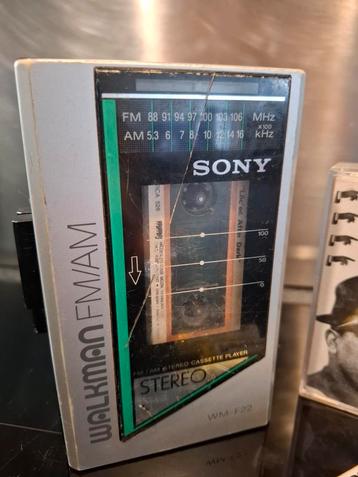 FM 88 91 94 97 100 103 106 MHz
AM 5.3 6 7 8 10 12 14 16 x100 kHz
SONY
100
50
0
FM / AM STEREO CASSETTE PLAYER
STEREO
WM-F22
WALKMAN FM/AM